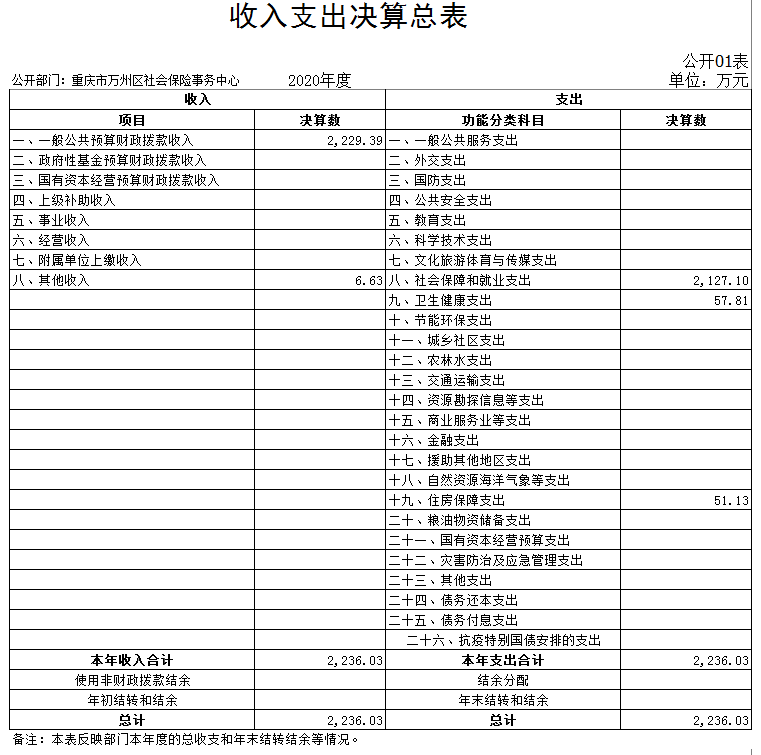 收入支出决算总表
公开01表
公开部门：重庆市万州区社会保险事务中心 2020年度 单位：万元
收入 支出
项目 决算数 功能分类科目 决算数
一、一般公共预算财政拨款收入 2,229.39 一、一般公共服务支出
二、政府性基金预算财政拨款收入 二、外交支出
三、国有资本经营预算财政拨款收入 三、国防支出
四、上级补助收入 四、公共安全支出
五、事业收入 五、教育支出
六、经营收入 六、科学技术支出
七、附属单位上缴收入 七、文化旅游体育与传媒支出
八、其他收入 6.63 八、社会保障和就业支出 2,127.10
九、卫生健康支出 57.81
十、节能环保支出
十一、城乡社区支出
十二、农林水支出
十三、交通运输支出
十四、资源勘探信息等支出
十五、商业服务业等支出
十六、金融支出
十七、援助其他地区支出
十八、自然资源海洋气象等支出
十九、住房保障支出 51.13
二十、粮油物资储备支出
二十一、国有资本经营预算支出
二十二、灾害防治及应急管理支出
二十三、其他支出
二十四、债务还本支出
二十五、债务付息支出
二十六、抗疫特别国债安排的支出
本年收入合计 2,236.03 本年支出合计 2,236.03
使用非财政拨款结余 结余分配
年初结转和结余 年末结转和结余
总计 2,236.03 总计 2,236.03
备注：本表反映部门本年度的总收支和年末结转结余等情况。